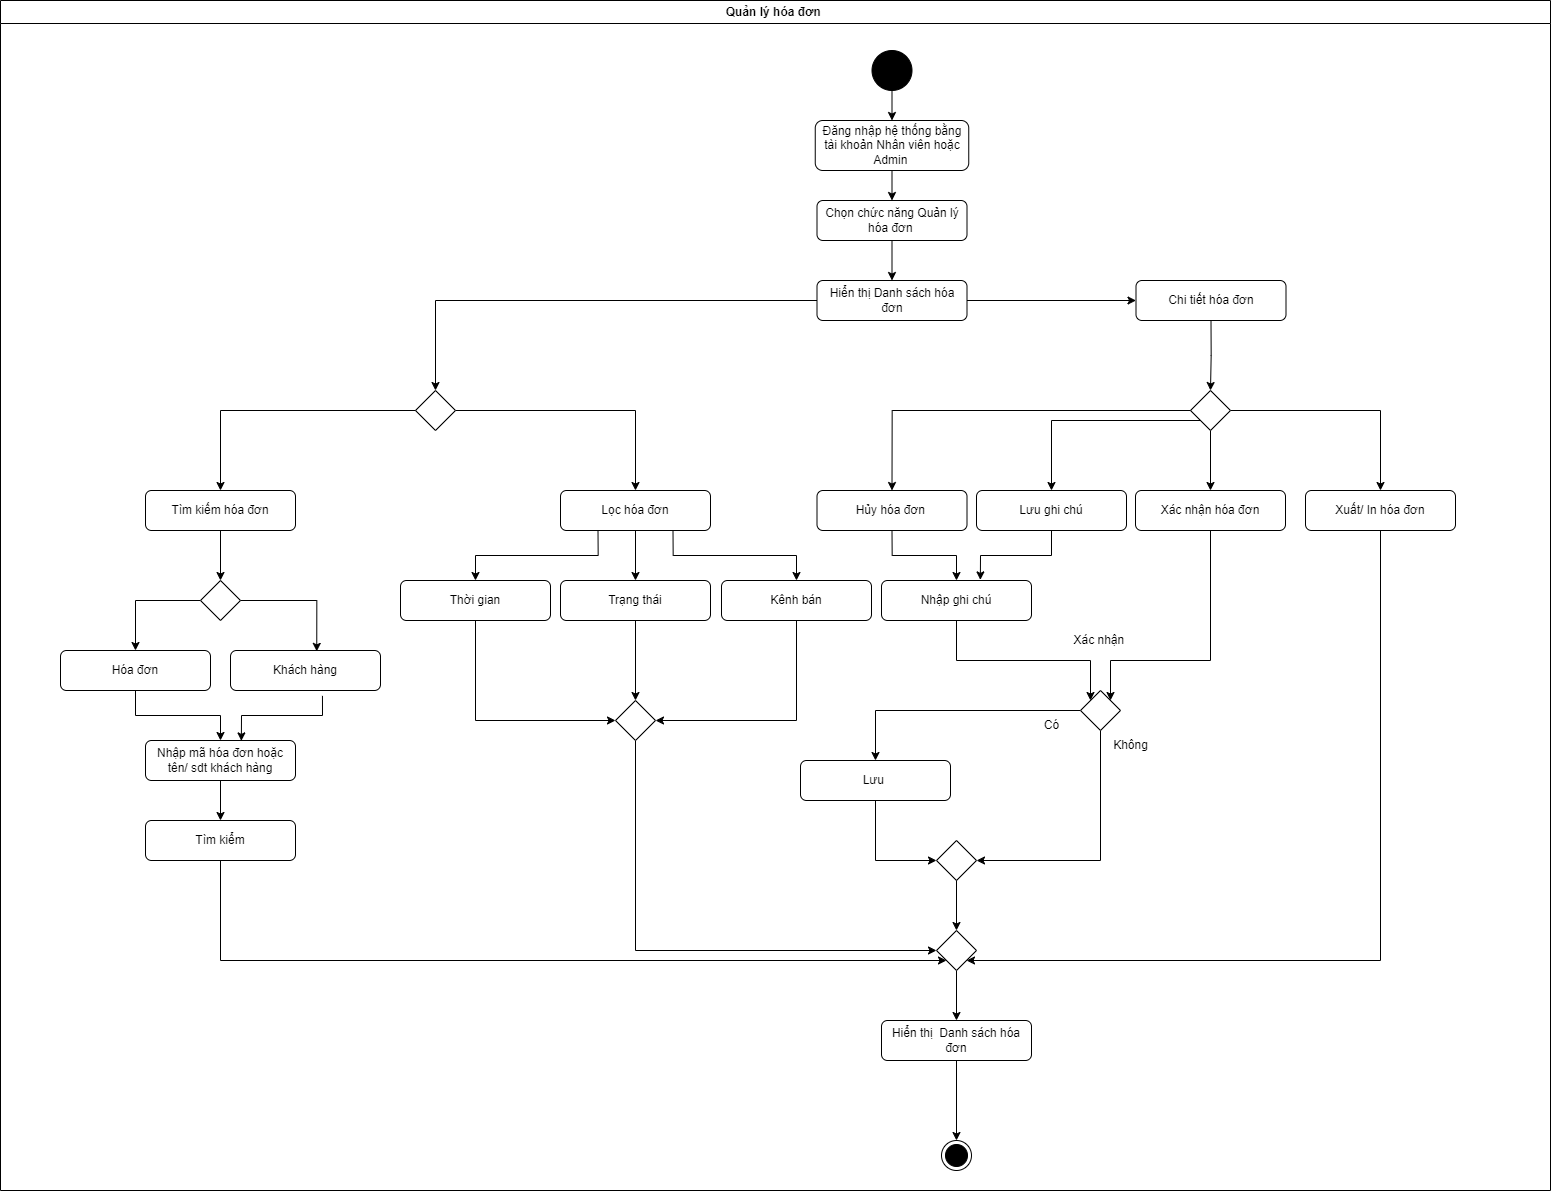 Quản lý hóa đơn
Đăng nhập hệ thống bằng
tài khoản Nhân viên hoặc
Admin
Chọn chức năng Quản lý
hóa đơn
Hiển thị Danh sách hóa
đơn
Chi tiết hóa đơn
Tìm kiếm hóa đơn
Lọc hóa đơn
Hủy hóa đơn
Lưu ghi chú
Xác nhận hóa đơn
Xuất/ In hóa đơn
Thời gian
Trạng thái
Kênh bán
Nhập ghi chú
Xác nhận
Hóa đơn
Khách hàng
Có
Không
Nhập mã hóa đơn hoặc
tên/ sdt khách hàng
Lưu
Tìm kiểm
Hiển thị  Danh sách hóa
đơn